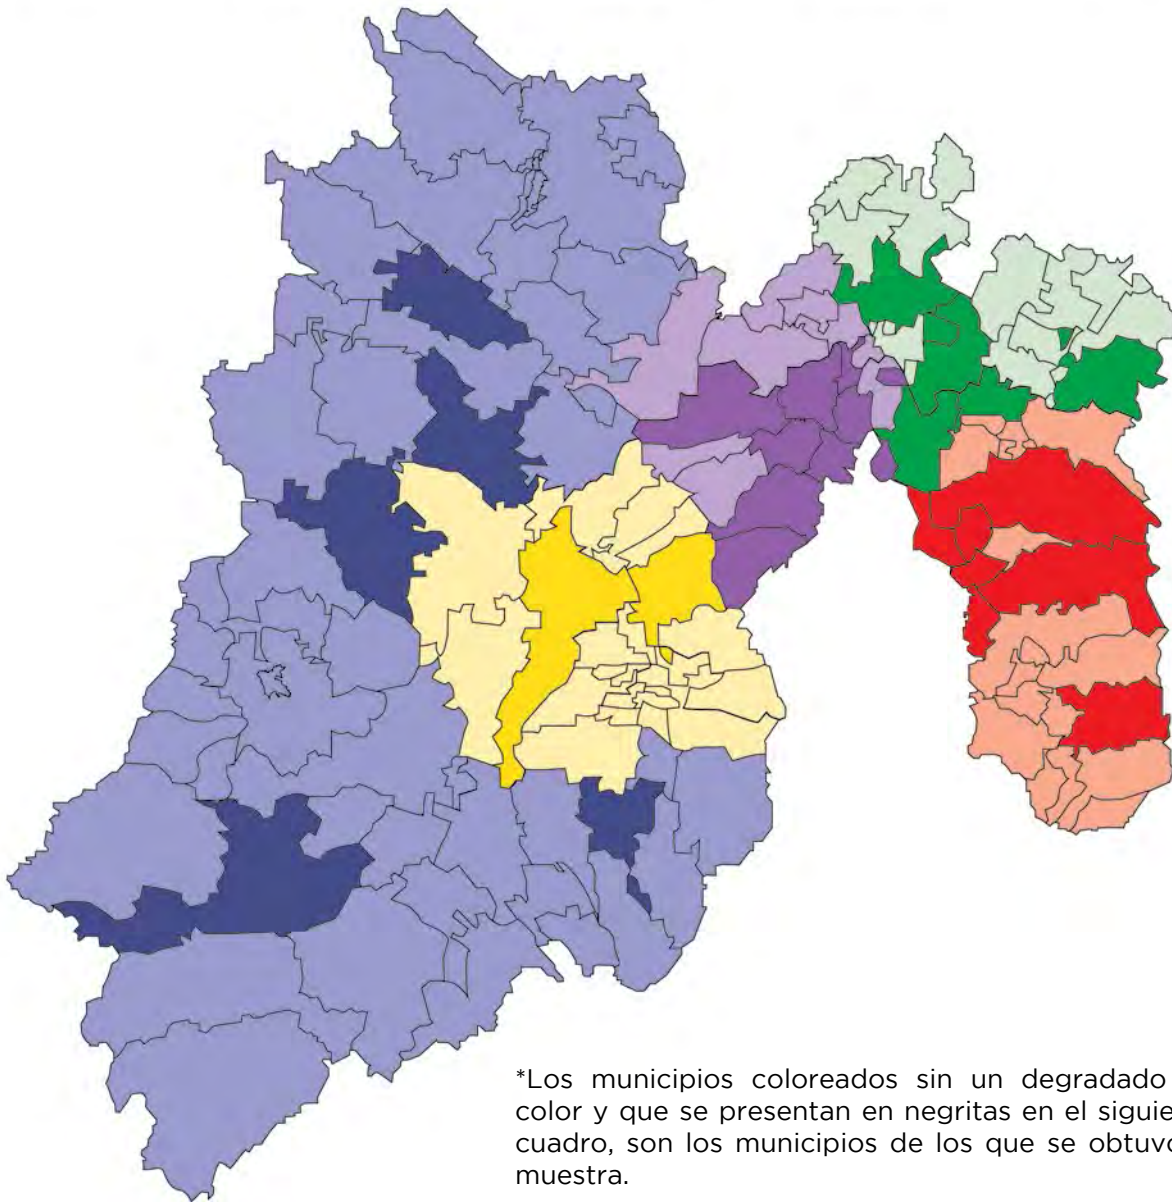 *Los municipios coloreados sin un degradado
color y que se presentan en negritas en el
cuadro, son los municipios de los que se
muestra.